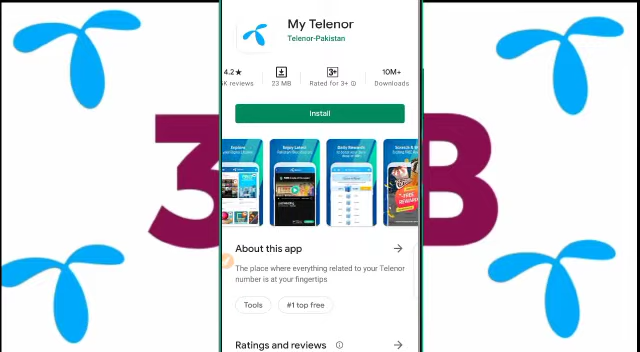 My Telenor
Telenor-Pakistan
4.2★
K reviews
23 MB
3+
Rated for 3+
10M+
Downloads
Install
Explore
Enjoy Latest
Daily Rewards
3 B
About this app
The place where everything related to your Telenor
number is at your fingertips
Tools
#1 top free
Ratings and reviews